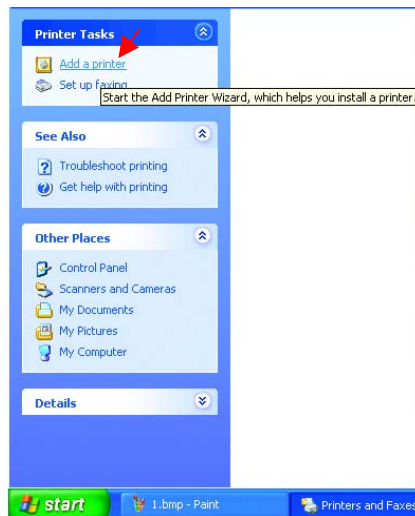 Printer Tasks
Add a printer
Set up faxing
Start the Add Printer Wizard, which helps you install a printer.
See Also
Troubleshoot printing
Get help with printing
Other Places
Control Panel
Scanners and Cameras
My Documents
My Pictures
My Computer
Details
start
1.bmp - Paint
Printers and Faxes